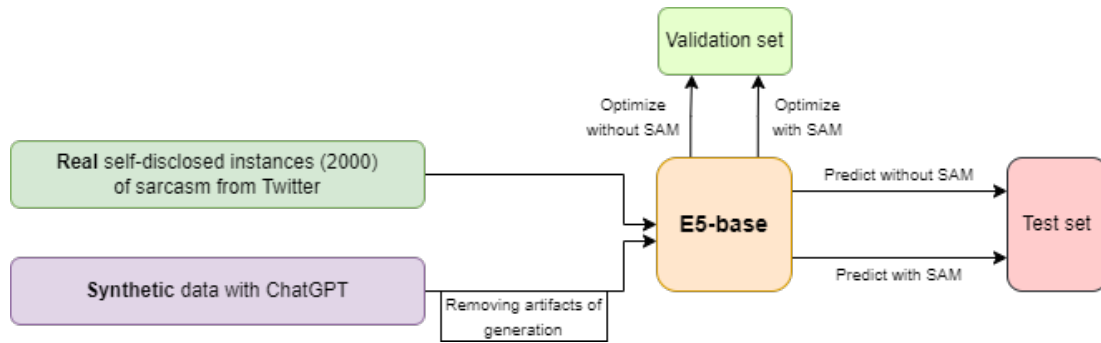 Validation set
Optimize
without SAM
Optimize
with SAM
Real self-disclosed instances (2000)
of sarcasm from Twitter
E5-base
Predict without SAM
Test set
Predict with SAM
Synthetic data with ChatGPT
Removing artifacts of
generation